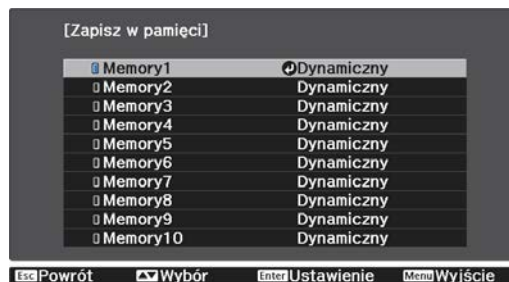 [Zapisz w pamięci]
Memory1 Dynamiczny
Memory2 Dynamiczny
Memory3 Dynamiczny
Memory4 Dynamiczny
Memory5 Dynamiczny
Memory6 Dynamiczny
Memory7 Dynamiczny
Memory8 Dynamiczny
Memory9 Dynamiczny
Memory10 Dynamiczny
Esc Powrót Wybór Enter Ustawienie Menu Wyjście